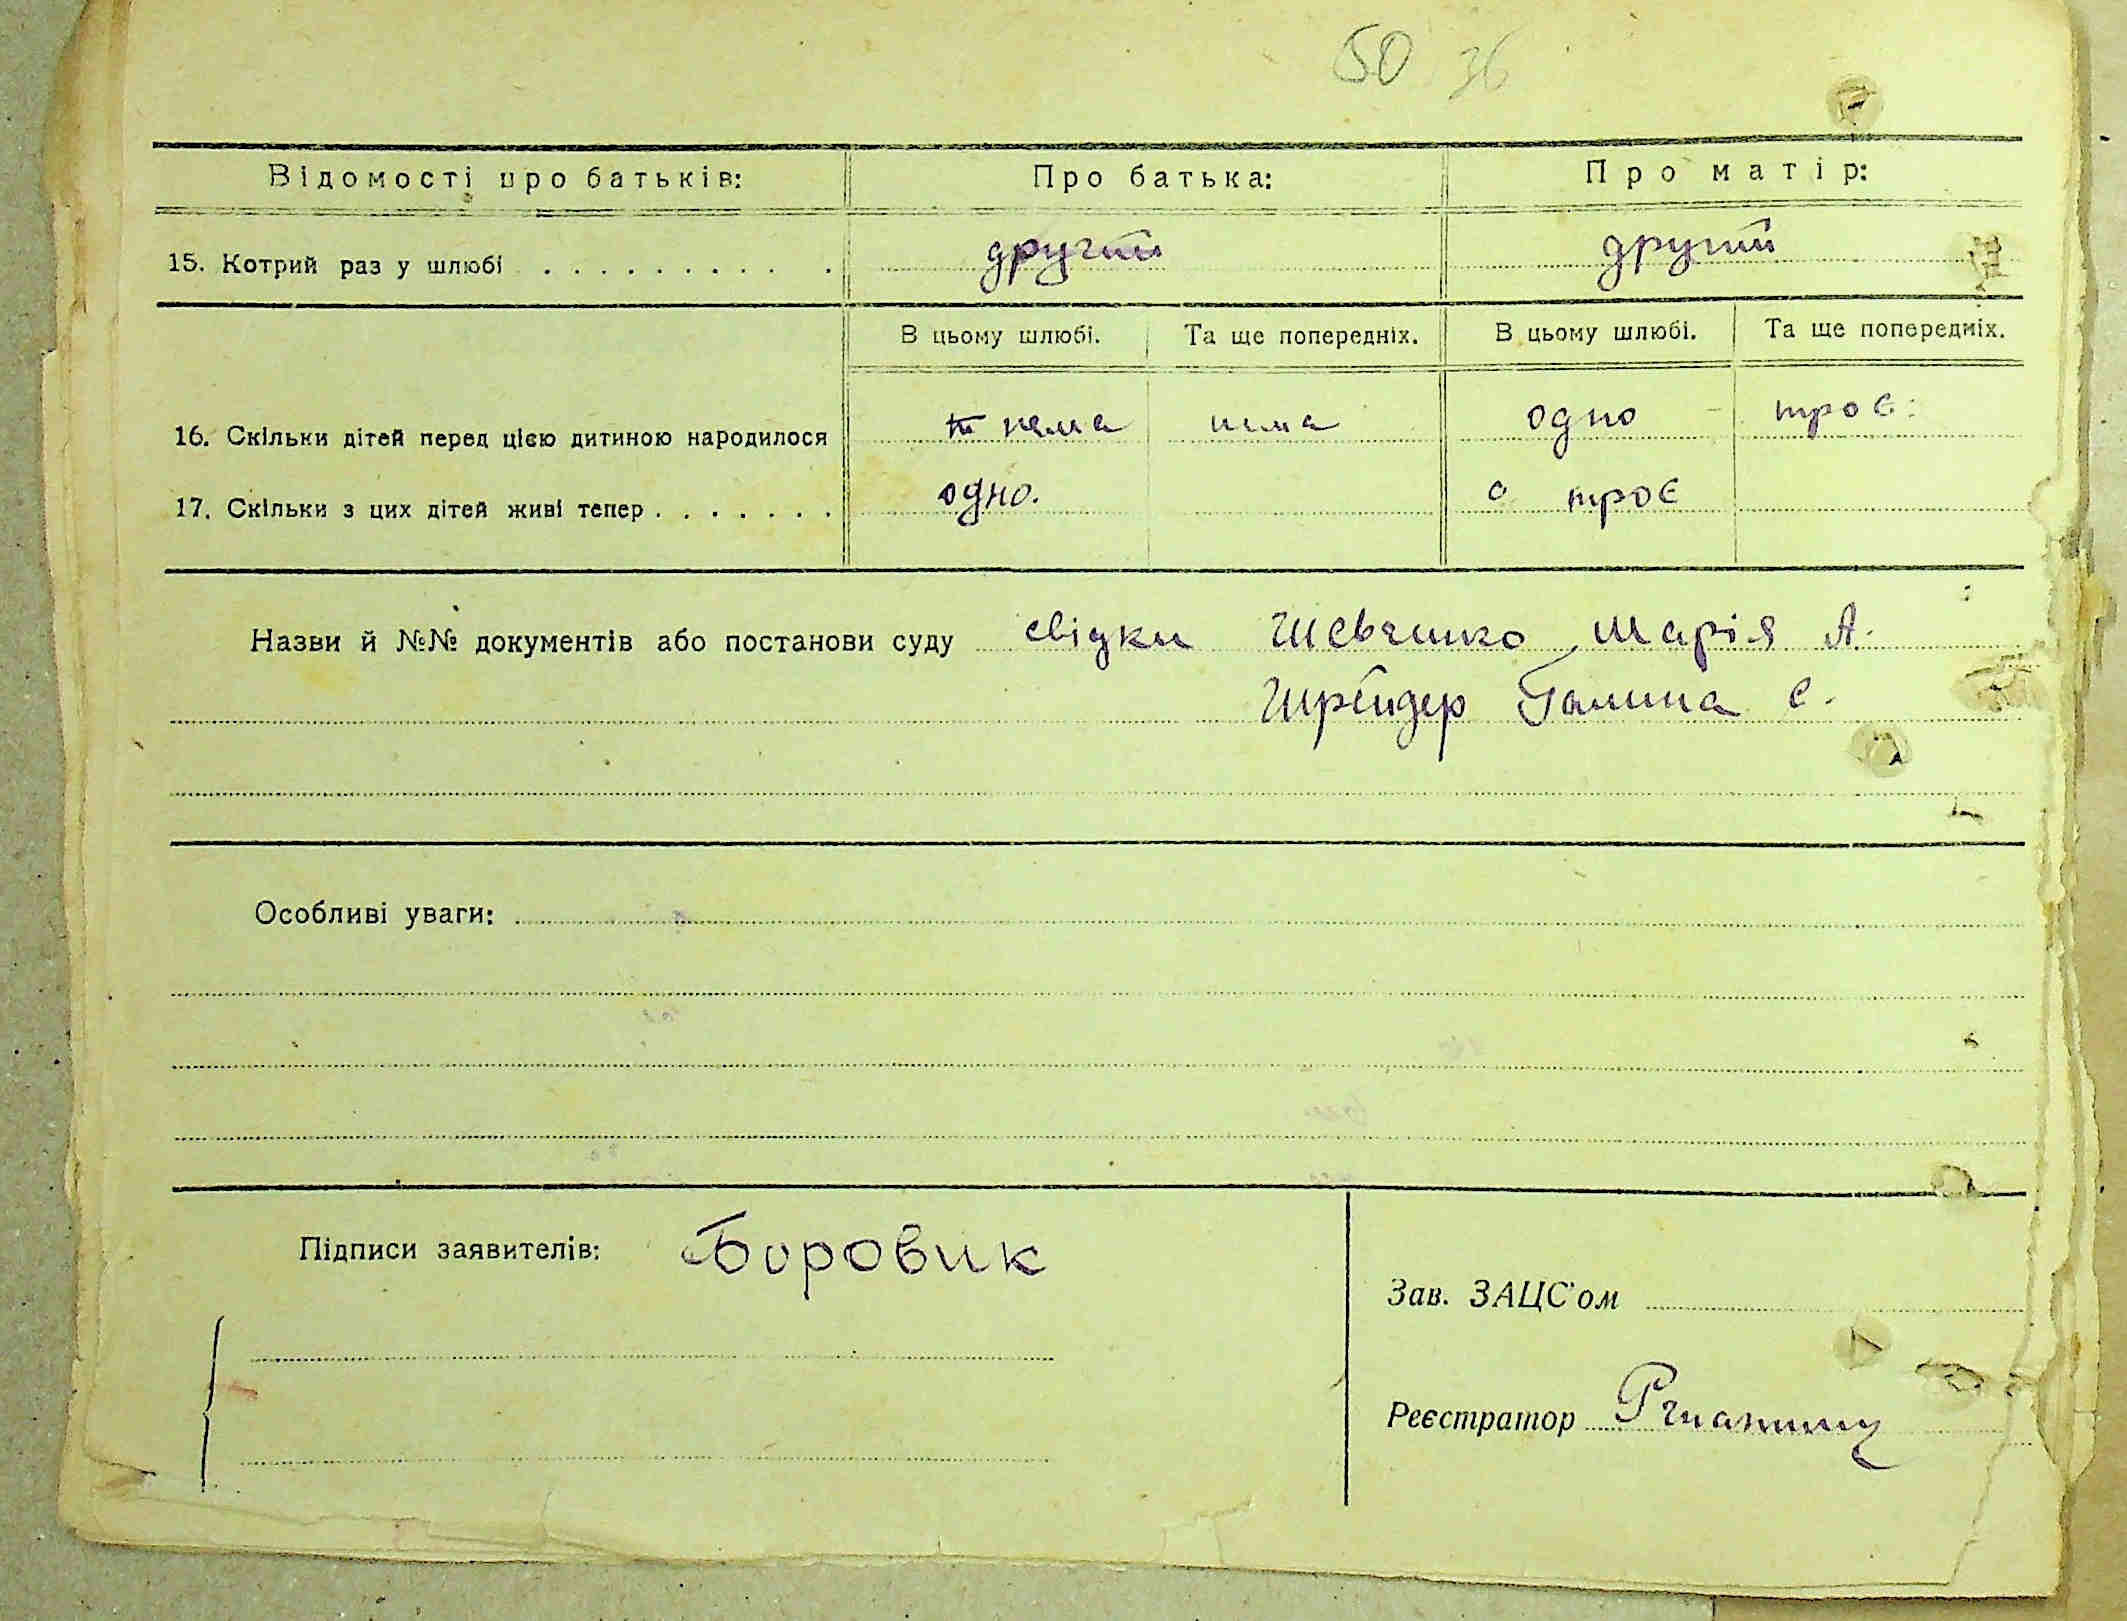 50 36
Відомості про батьків: Про батька: Про матір:
15. Котрий раз у шлюбі . . . . . . . . . . другий другий
В цьому шлюбі. Та ще попередніх. В цьому шлюбі. Та ще попередніх.
16. Скільки дітей перед цією дитиною народилося нема нема одно троє
17. Скільки з цих дітей живі тепер . . . . . . . одно. троє
Назви й №№ документів або постанови суду свідки Шевченко Марія А.
Шрейдер Галина С.
Особливі уваги:
Підписи заявителів: Боровик
Зав. ЗАЦС'ом
Реєстратор